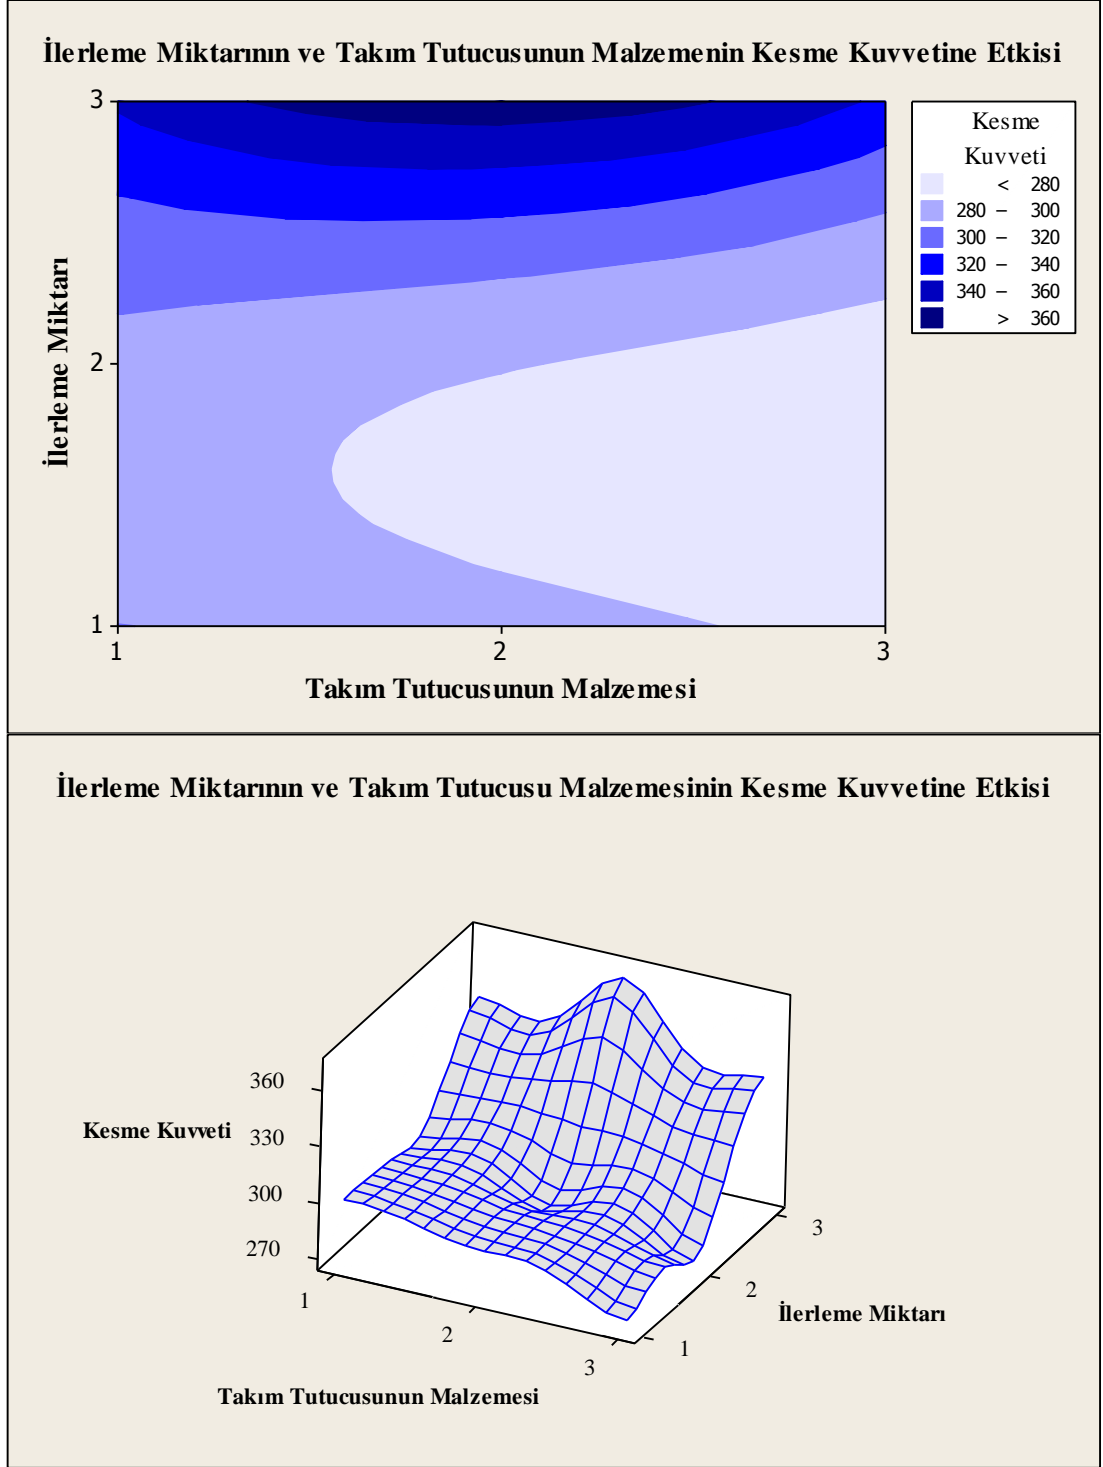 İlerleme Miktarının ve Takım Tutucusunun Malzemenin Kesme Kuvvetine Etkisi
3
2
1
İlerleme Miktarı
1 2 3
Takım Tutucusunun Malzemesi
Kesme
Kuvveti
< 280
280 – 300
300 – 320
320 – 340
340 – 360
> 360
İlerleme Miktarının ve Takım Tutucusu Malzemesinin Kesme Kuvvetine Etkisi
360
Kesme Kuvveti
330
300
270
1
2
3
Takım Tutucusunun Malzemesi
3
2
1
İlerleme Miktarı